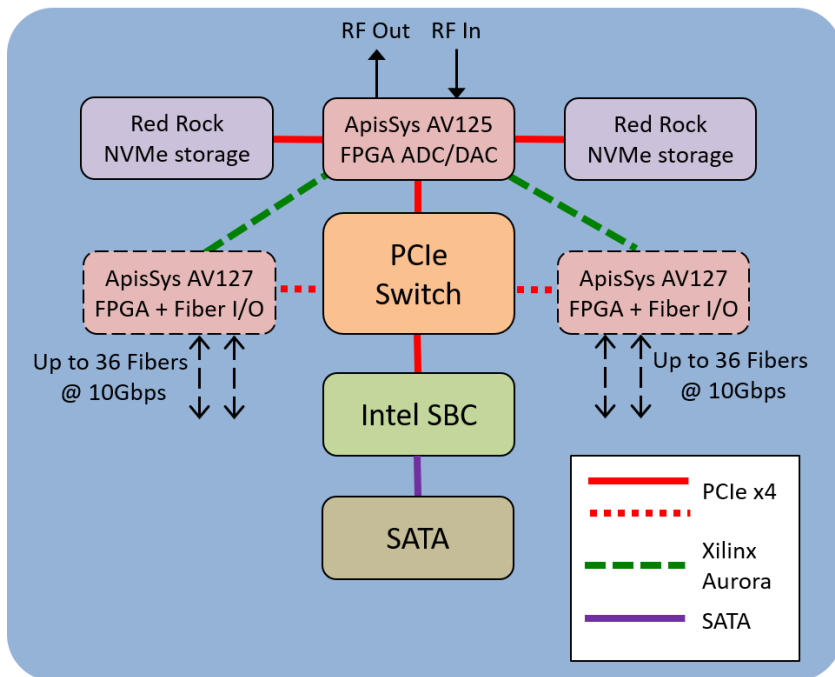 RF Out
RF In
Red Rock
NVMe storage
ApisSys AV125
FPGA ADC/DAC
Red Rock
NVMe storage
PCIe
Switch
ApisSys AV127
FPGA + Fiber I/O
ApisSys AV127
FPGA + Fiber I/O
Up to 36 Fibers
@ 10Gbps
Up to 36 Fibers
@ 10Gbps
Intel SBC
SATA
PCIe x4
Xilinx
Aurora
SATA